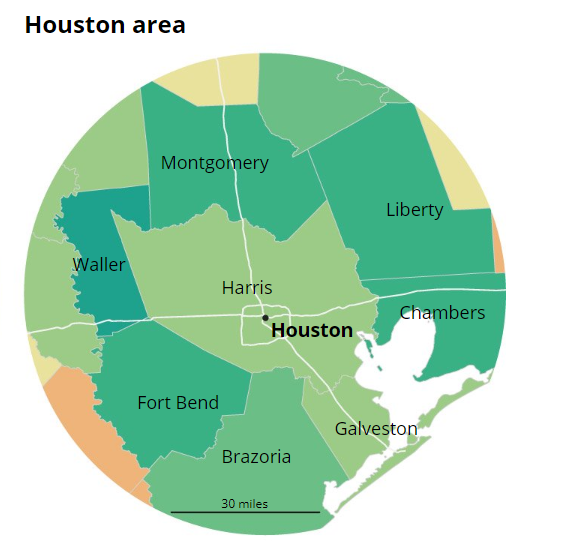 Houston area
Montgomery
Liberty
Waller
Harris
Chambers
Houston
Fort Bend
Galveston
Brazoria
30 miles